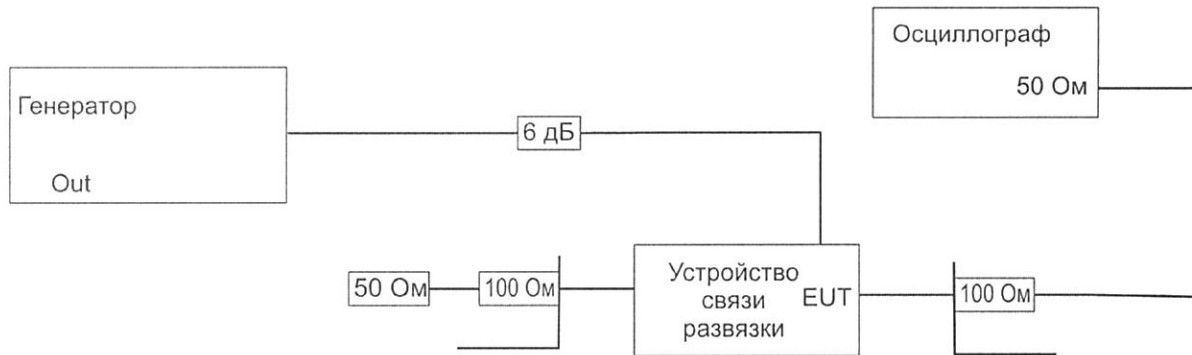 Осциллограф
50 Ом
Генератор
6 дБ
Out
50 Ом
100 Ом
Устройство
связи
развязки
EUT
100 Ом